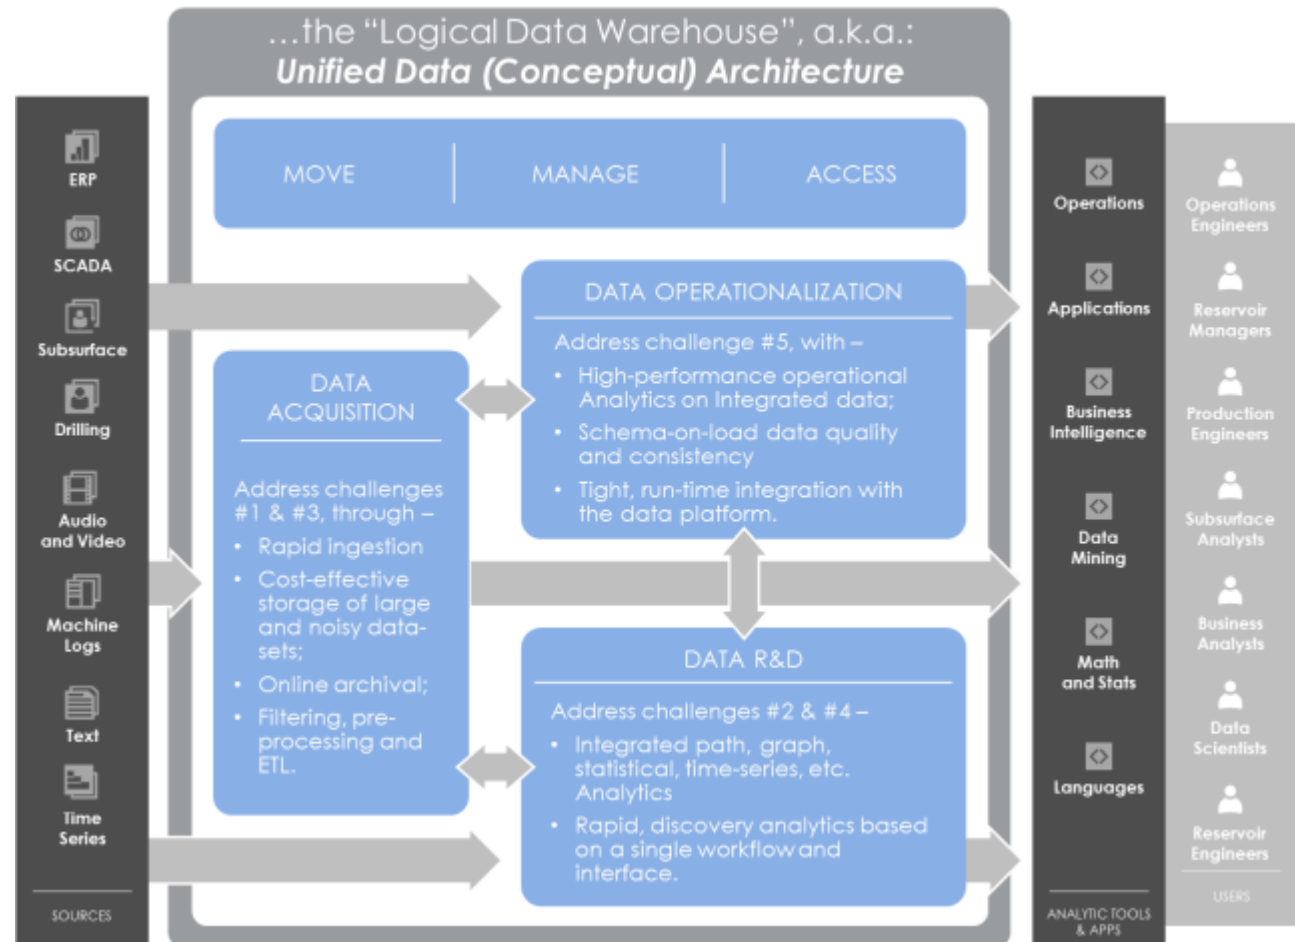 ...the “Logical Data Warehouse”, a.k.a.:
Unified Data (Conceptual) Architecture
ERP
SCADA
Subsurface
Drilling
Audio
and Video
Machine
Logs
Text
Time
Series
SOURCES
MOVE
MANAGE
ACCESS
DATA
ACQUISITION
Address challenges
#1 & #3, through –
• Rapid ingestion
• Cost-effective
storage of large
and noisy data-
sets;
• Online archival;
• Filtering, pre-
processing and
ETL.
DATA OPERATIONALIZATION
Address challenge #5, with –
• High-performance operational
Analytics on Integrated data;
• Schema-on-load data quality
and consistency
• Tight, run-time integration with
the data platform.
DATA R&D
Address challenges #2 & #4 –
• Integrated path, graph,
statistical, time-series, etc.
Analytics
• Rapid, discovery analytics based
on a single workflow and
interface.
Operations
Applications
Business
Intelligence
Data
Mining
Math
and Stats
Languages
ANALYTIC TOOLS
& APPS
Operations
Engineers
Reservoir
Managers
Production
Engineers
Subsurface
Analysts
Business
Analysts
Data
Scientists
Reservoir
Engineers
USERS